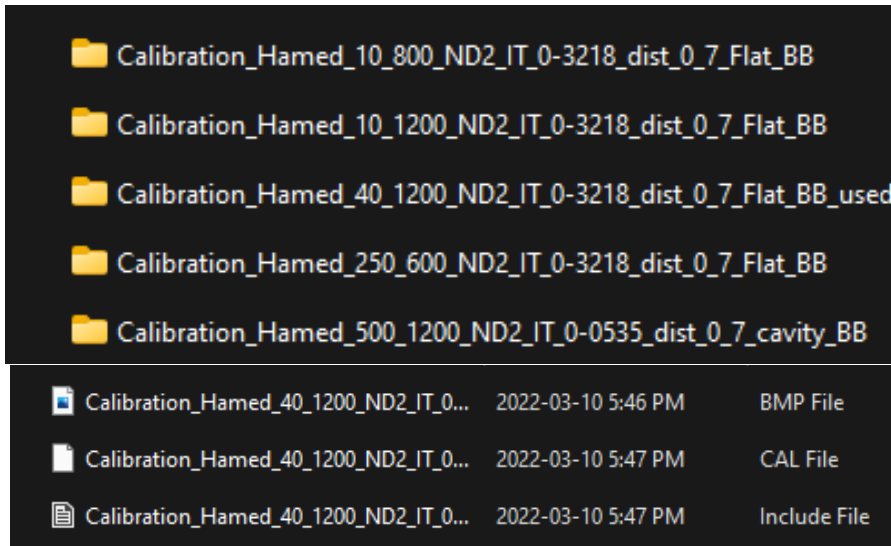 Calibration_Hamed_10_800_ND2_IT_0-3218_dist_0_7_Flat_BB
Calibration_Hamed_10_1200_ND2_IT_0-3218_dist_0_7_Flat_BB
Calibration_Hamed_40_1200_ND2_IT_0-3218_dist_0_7_Flat_BB_used
Calibration_Hamed_250_600_ND2_IT_0-3218_dist_0_7_Flat_BB
Calibration_Hamed_500_1200_ND2_IT_0-0535_dist_0_7_cavity_BB
Calibration_Hamed_40_1200_ND2_IT_0... 2022-03-10 5:46 PM BMP File
Calibration_Hamed_40_1200_ND2_IT_0... 2022-03-10 5:47 PM CAL File
Calibration_Hamed_40_1200_ND2_IT_0... 2022-03-10 5:47 PM Include File